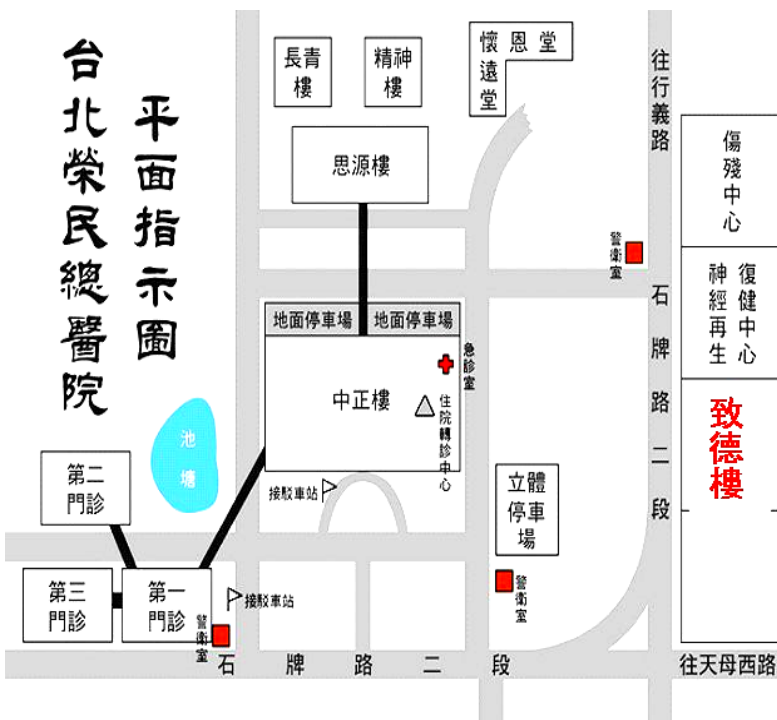 台北榮民總醫院
平面指示圖
長青
樓
精神
樓
懷恩堂
遠
堂
往行義路
思源樓
傷殘中心
警衛室
復健中心
神經再生
石牌路二段
地面停車場
地面停車場
急診室
中正樓
住院轉診中心
致德樓
池塘
第二
門診
接駁車站
立體
停車
場
第三
門診
第一
門診
接駁車站
警衛室
警衛室
石牌路二段
往天母西路